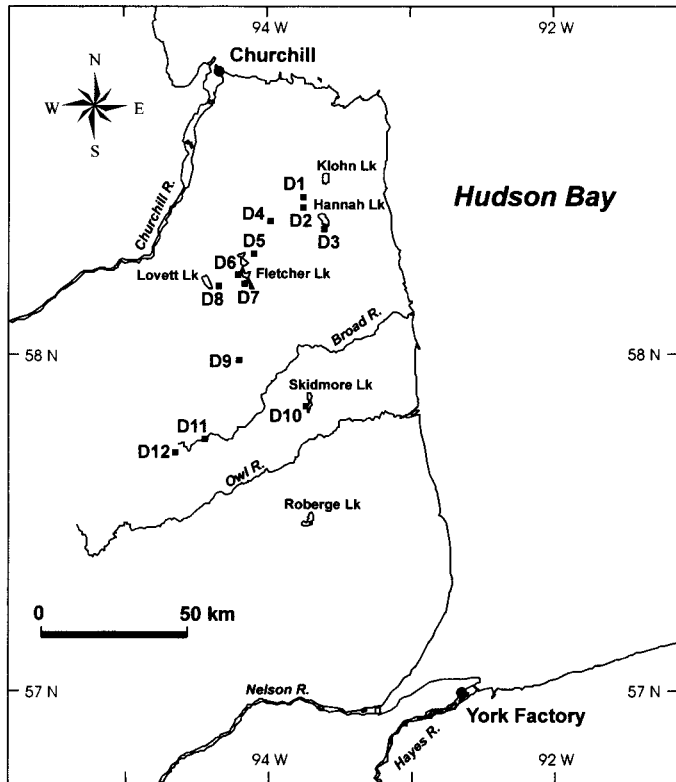 94 W 92 W
Churchill
N
W E
S
Klohn Lk
D1
Hudson Bay
Hannah Lk
D2
D4
D3
Churchill R.
D5
D6
Lovett Lk
Fletcher Lk
D8
D7
Broad R.
58 N 58 N
D9
Skidmore Lk
D10
D11
D12
Owl R.
Roberge Lk
0 50 km
Nelson R.
57 N 57 N
York Factory
Hayes R.
94 W 92 W